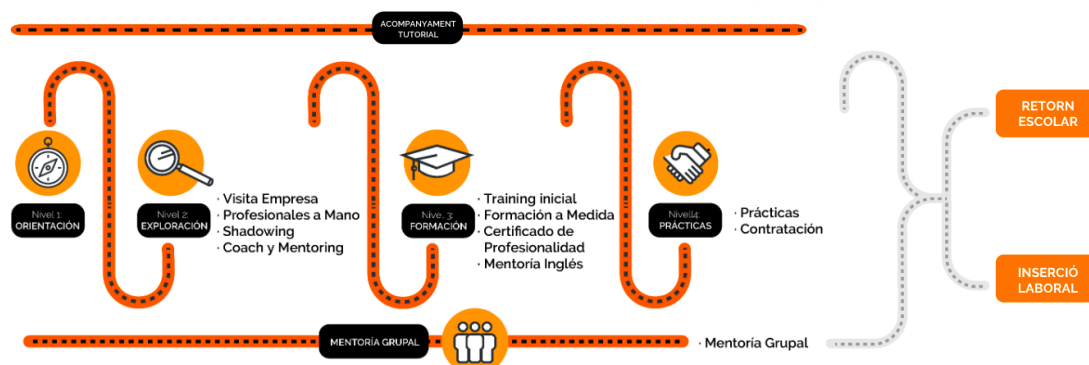 ACOMPANYAMENT
TUTORIAL
Nivel 1:
ORIENTACIÓN
Nivel 2:
EXPLORACIÓN
· Visita Empresa
· Profesionales a Mano
· Shadowing
· Coach y Mentoring
Nive. 3:
FORMACIÓN
· Training inicial
· Formación a Medida
· Certificado de
Profesionalidad
· Mentoría Inglés
Nivell4:
PRÁCTICAS
· Prácticas
· Contratación
RETORN
ESCOLAR
INSERCIÓ
LABORAL
MENTORÍA GRUPAL
· Mentoría Grupal